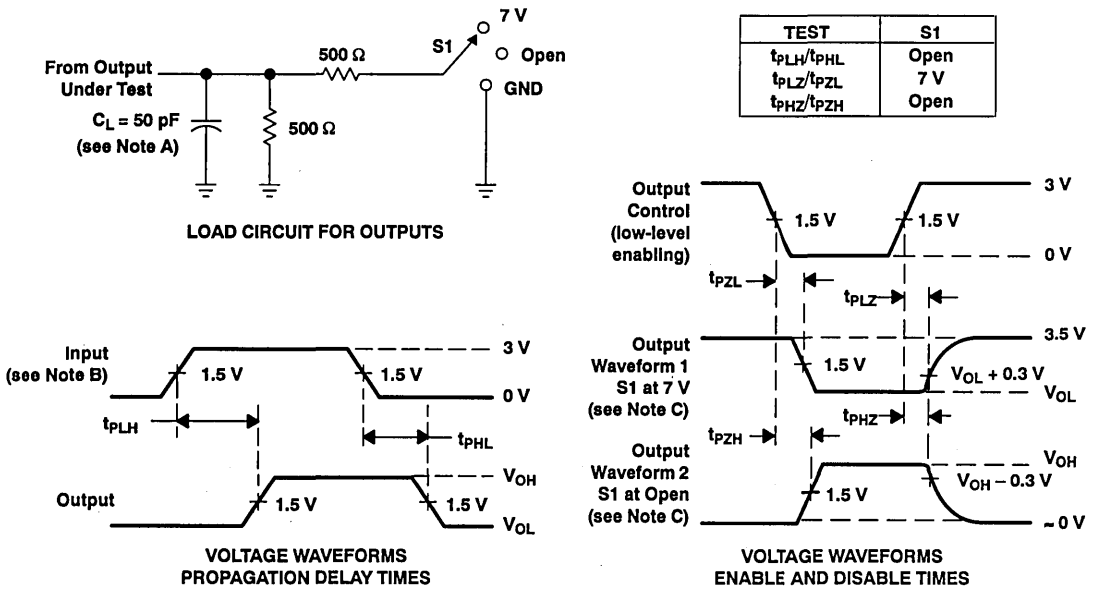 7 V
S1
Open
500 Ω
GND
From Output
Under Test
CL = 50 pF
(see Note A)
500 Ω
LOAD CIRCUIT FOR OUTPUTS
TEST S1
tPLH/tPHL Open
tPLZ/tPZL 7 V
tPHZ/tPZH Open
Input
(see Note B)
1.5 V
1.5 V
3 V
0 V
tPLH
tPHL
Output
1.5 V
1.5 V
VOH
VOL
VOLTAGE WAVEFORMS
PROPAGATION DELAY TIMES
Output
Control
(low-level
enabling)
1.5 V
1.5 V
3 V
0 V
tPZL
tPLZ
Output
Waveform 1
S1 at 7 V
(see Note C)
1.5 V
3.5 V
VOL + 0.3 V
VOL
tPHZ
tPZH
Output
Waveform 2
S1 at Open
(see Note C)
1.5 V
VOH
VOH – 0.3 V
~ 0 V
VOLTAGE WAVEFORMS
ENABLE AND DISABLE TIMES